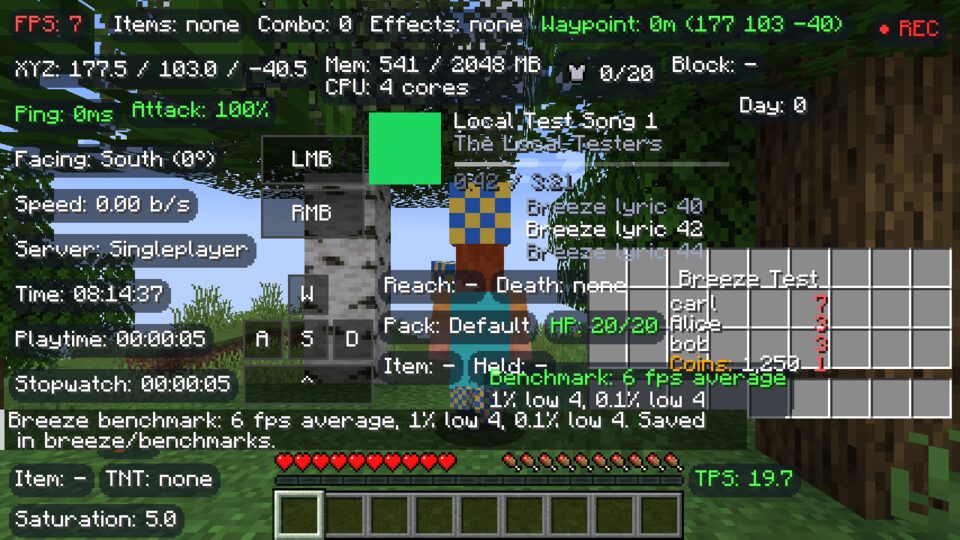 FPS: 7 Items: none Combo: 0 Effects: none Waypoint: 0m (177 103 -40) REC
XYZ: 177.5 / 103.0 / -40.5 Mem: 541 / 2048 MB
CPU: 4 cores
0/20 Block: -
Day: 0
Ping: 0ms Attack: 100%
Local Test Song 1
The Local Testers
0:42 / 3:21
Facing: South (0°) LMB
Speed: 0.00 b/s RMB
Breeze lyric 40
Breeze lyric 42
Breeze lyric 44
Server: Singleplayer
Breeze Test
carl 7
Alice 3
bob 3
Coins: 1,250 1
Time: 08:14:37 W
Reach: - Death: none
Playtime: 00:00:05 A S D
Pack: Default HP: 20/20
Item: - Held: -
Stopwatch: 00:00:05
Benchmark: 6 fps average
1% low 4, 0.1% low 4
Breeze benchmark: 6 fps average, 1% low 4, 0.1% low 4. Saved
in breeze/benchmarks.
Item: - TNT: none TPS: 19.7
Saturation: 5.0